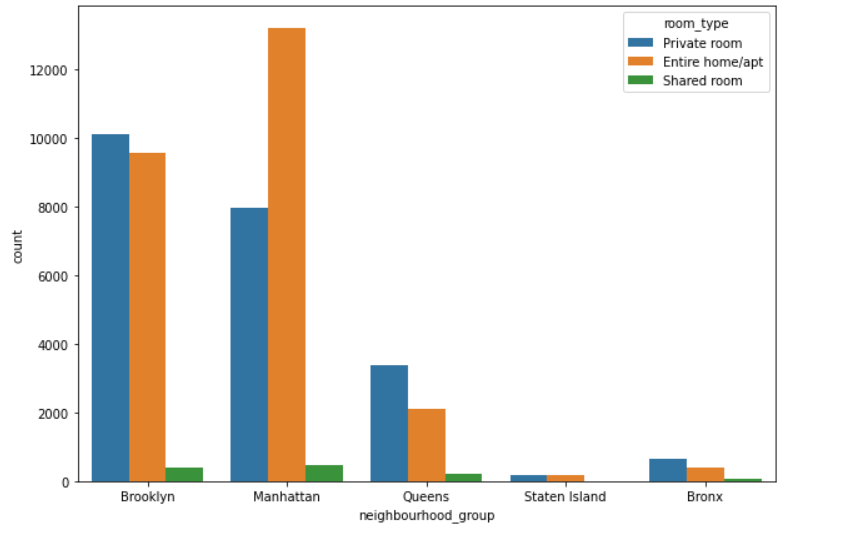 room_type
Private room
Entire home/apt
Shared room
12000
10000
8000
6000
4000
2000
0
count
Brooklyn Manhattan Queens Staten Island Bronx
neighbourhood_group